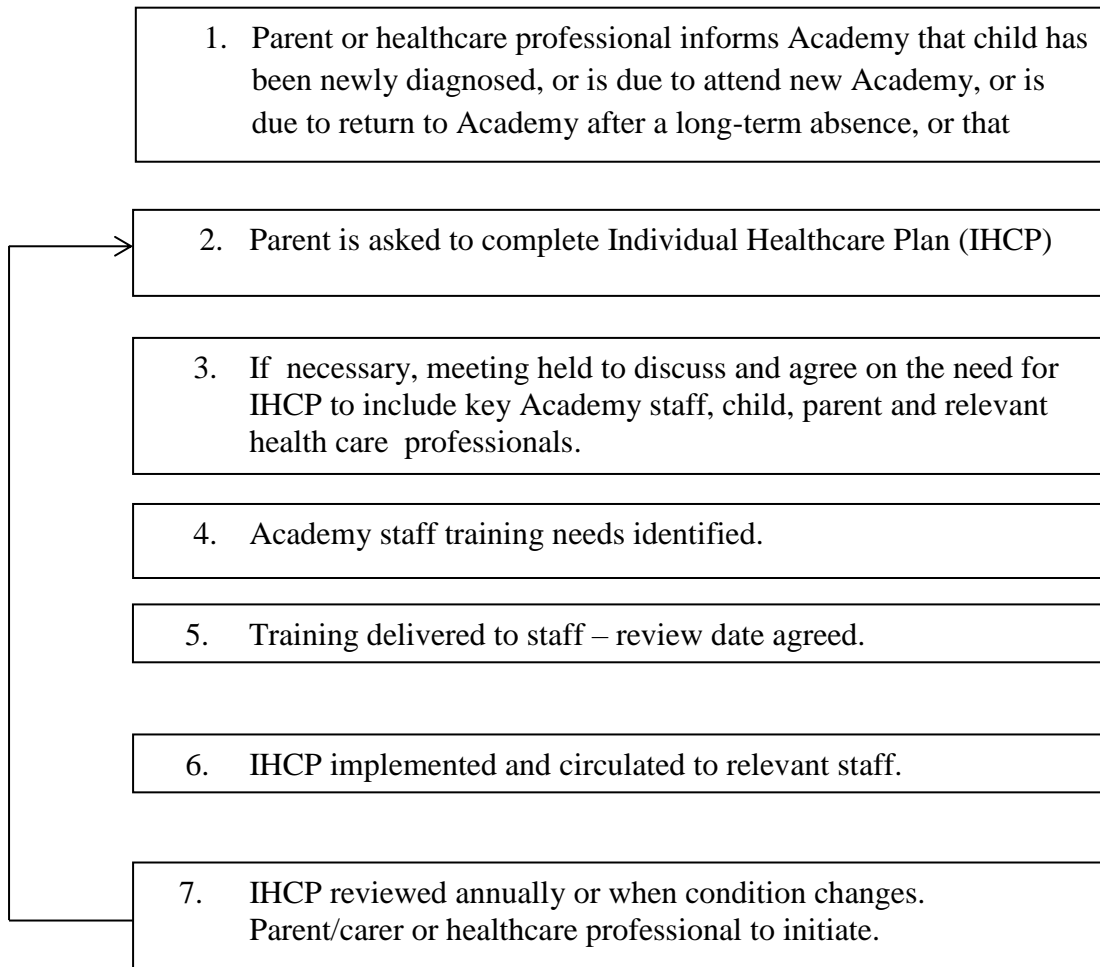 1. Parent or healthcare professional informs Academy that child has
been newly diagnosed, or is due to attend new Academy, or is
due to return to Academy after a long-term absence, or that
2. Parent is asked to complete Individual Healthcare Plan (IHCP)
3. If necessary, meeting held to discuss and agree on the need for
IHCP to include key Academy staff, child, parent and relevant
health care professionals.
4. Academy staff training needs identified.
5. Training delivered to staff – review date agreed.
6. IHCP implemented and circulated to relevant staff.
7. IHCP reviewed annually or when condition changes.
Parent/carer or healthcare professional to initiate.